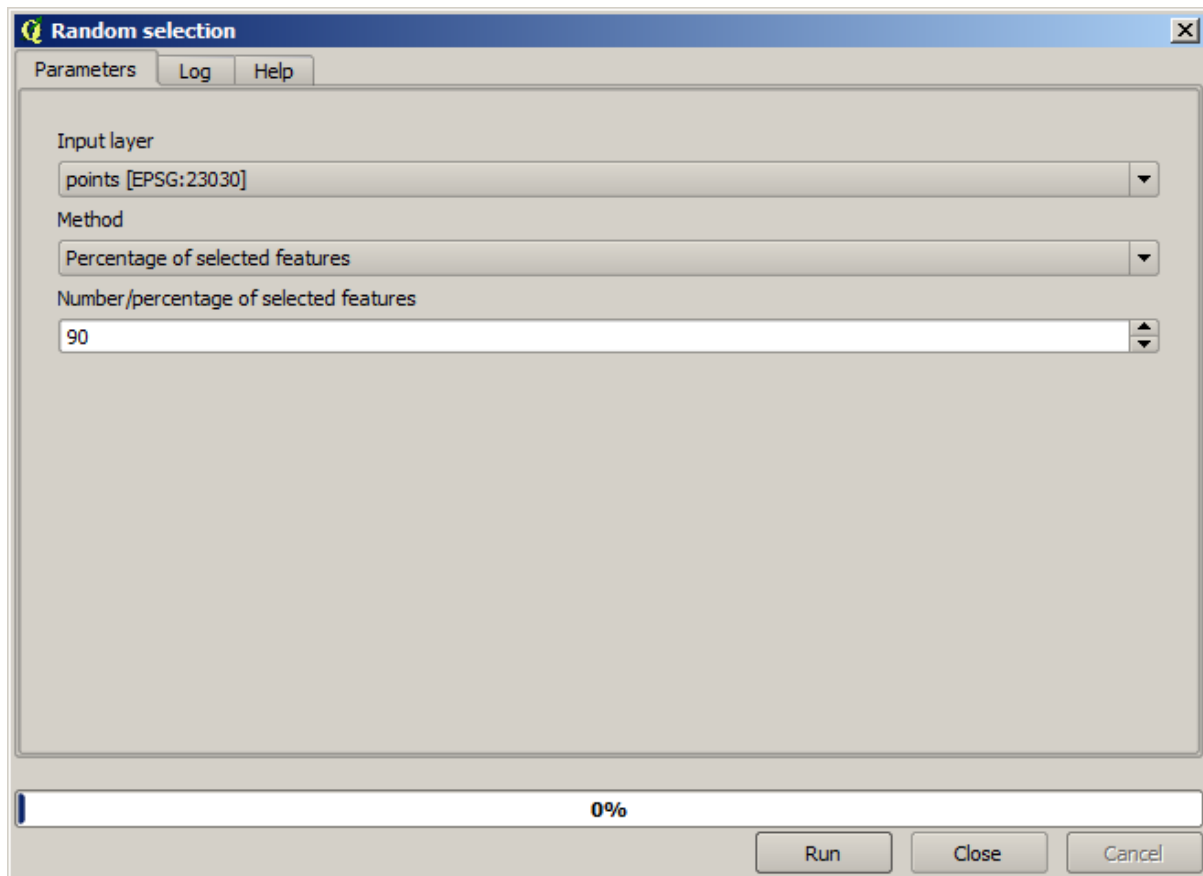 Random selection
Parameters Log Help
Input layer
points [EPSG:23030]
Method
Percentage of selected features
Number/percentage of selected features
90
0%
Run Close Cancel